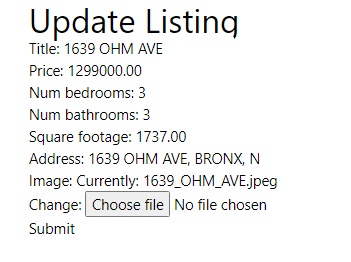 Update Listing
Title: 1639 OHM AVE
Price: 1299000.00
Num bedrooms: 3
Num bathrooms: 3
Square footage: 1737.00
Address: 1639 OHM AVE, BRONX, N
Image: Currently: 1639_OHM_AVE.jpeg
Change: Choose file No file chosen
Submit